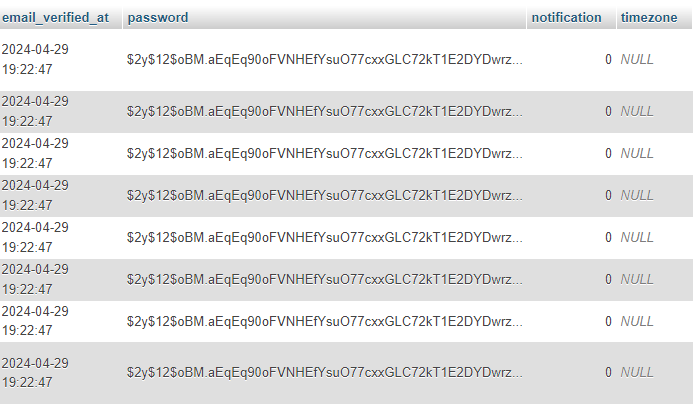 email_verified_at password notification timezone
2024-04-29
19:22:47 $2y$12$oBM.aEqEq90oFVNHEfYsuO77cxxGLC72kT1E2DYDwrz... 0 NULL
2024-04-29
19:22:47 $2y$12$oBM.aEqEq90oFVNHEfYsuO77cxxGLC72kT1E2DYDwrz... 0 NULL
2024-04-29
19:22:47 $2y$12$oBM.aEqEq90oFVNHEfYsuO77cxxGLC72kT1E2DYDwrz... 0 NULL
2024-04-29
19:22:47 $2y$12$oBM.aEqEq90oFVNHEfYsuO77cxxGLC72kT1E2DYDwrz... 0 NULL
2024-04-29
19:22:47 $2y$12$oBM.aEqEq90oFVNHEfYsuO77cxxGLC72kT1E2DYDwrz... 0 NULL
2024-04-29
19:22:47 $2y$12$oBM.aEqEq90oFVNHEfYsuO77cxxGLC72kT1E2DYDwrz... 0 NULL
2024-04-29
19:22:47 $2y$12$oBM.aEqEq90oFVNHEfYsuO77cxxGLC72kT1E2DYDwrz... 0 NULL
2024-04-29
19:22:47 $2y$12$oBM.aEqEq90oFVNHEfYsuO77cxxGLC72kT1E2DYDwrz... 0 NULL